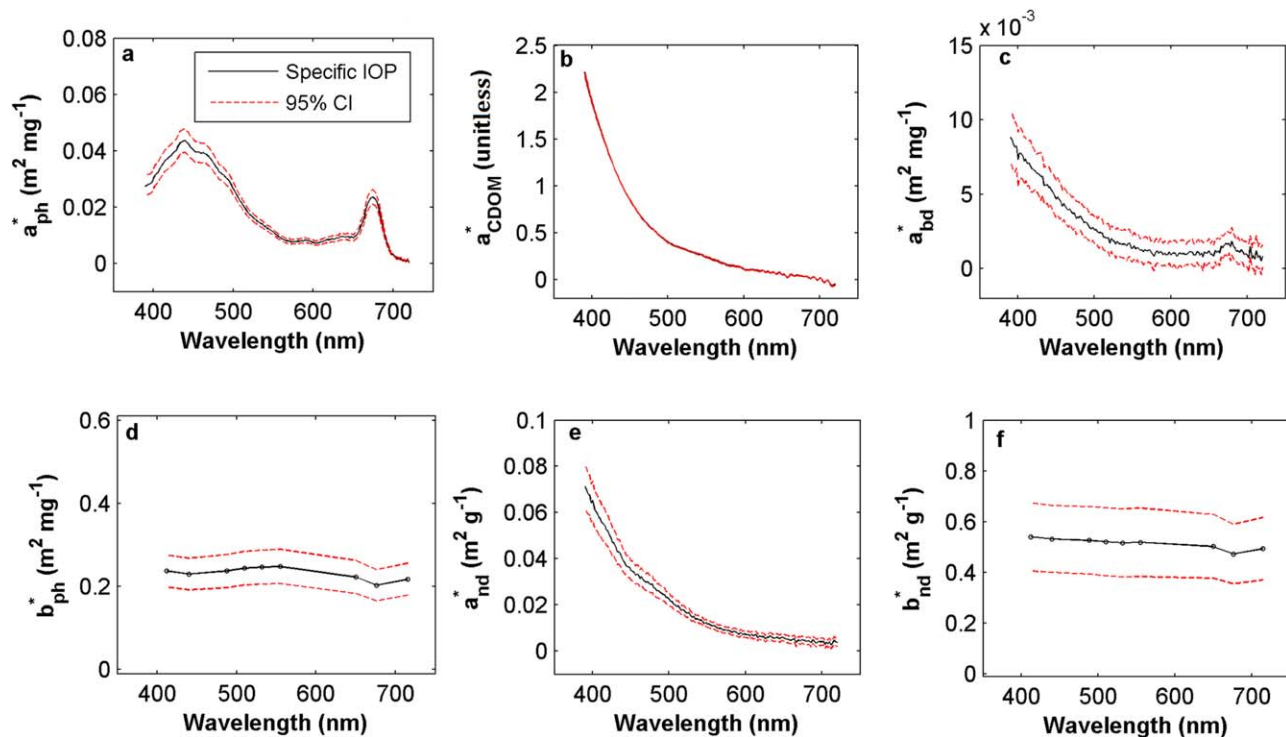 a
0.08
0.06
0.04
0.02
0
a*ph (m² mg⁻¹)
Specific IOP
95% CI
400 500 600 700
Wavelength (nm)
b
2.5
2
1.5
1
0.5
0
a*CDOM (unitless)
400 500 600 700
Wavelength (nm)
x 10⁻³
c
15
10
5
0
a*bd (m² mg⁻¹)
400 500 600 700
Wavelength (nm)
d
0.6
0.4
0.2
0
b*ph (m² mg⁻¹)
400 500 600 700
Wavelength (nm)
e
0.1
0.08
0.06
0.04
0.02
0
a*nd (m² g⁻¹)
400 500 600 700
Wavelength (nm)
f
1
0.8
0.6
0.4
0.2
0
b*nd (m² g⁻¹)
400 500 600 700
Wavelength (nm)